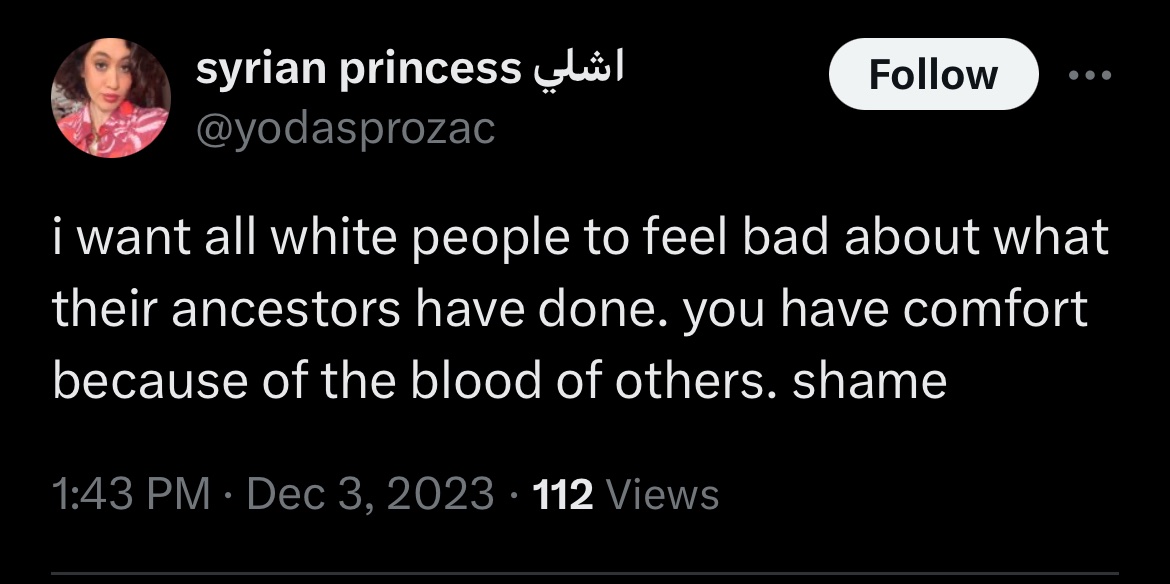 syrian princess اشلي
Follow
@yodasprozac
i want all white people to feel bad about what
their ancestors have done. you have comfort
because of the blood of others. shame
1:43 PM · Dec 3, 2023 · 112 Views